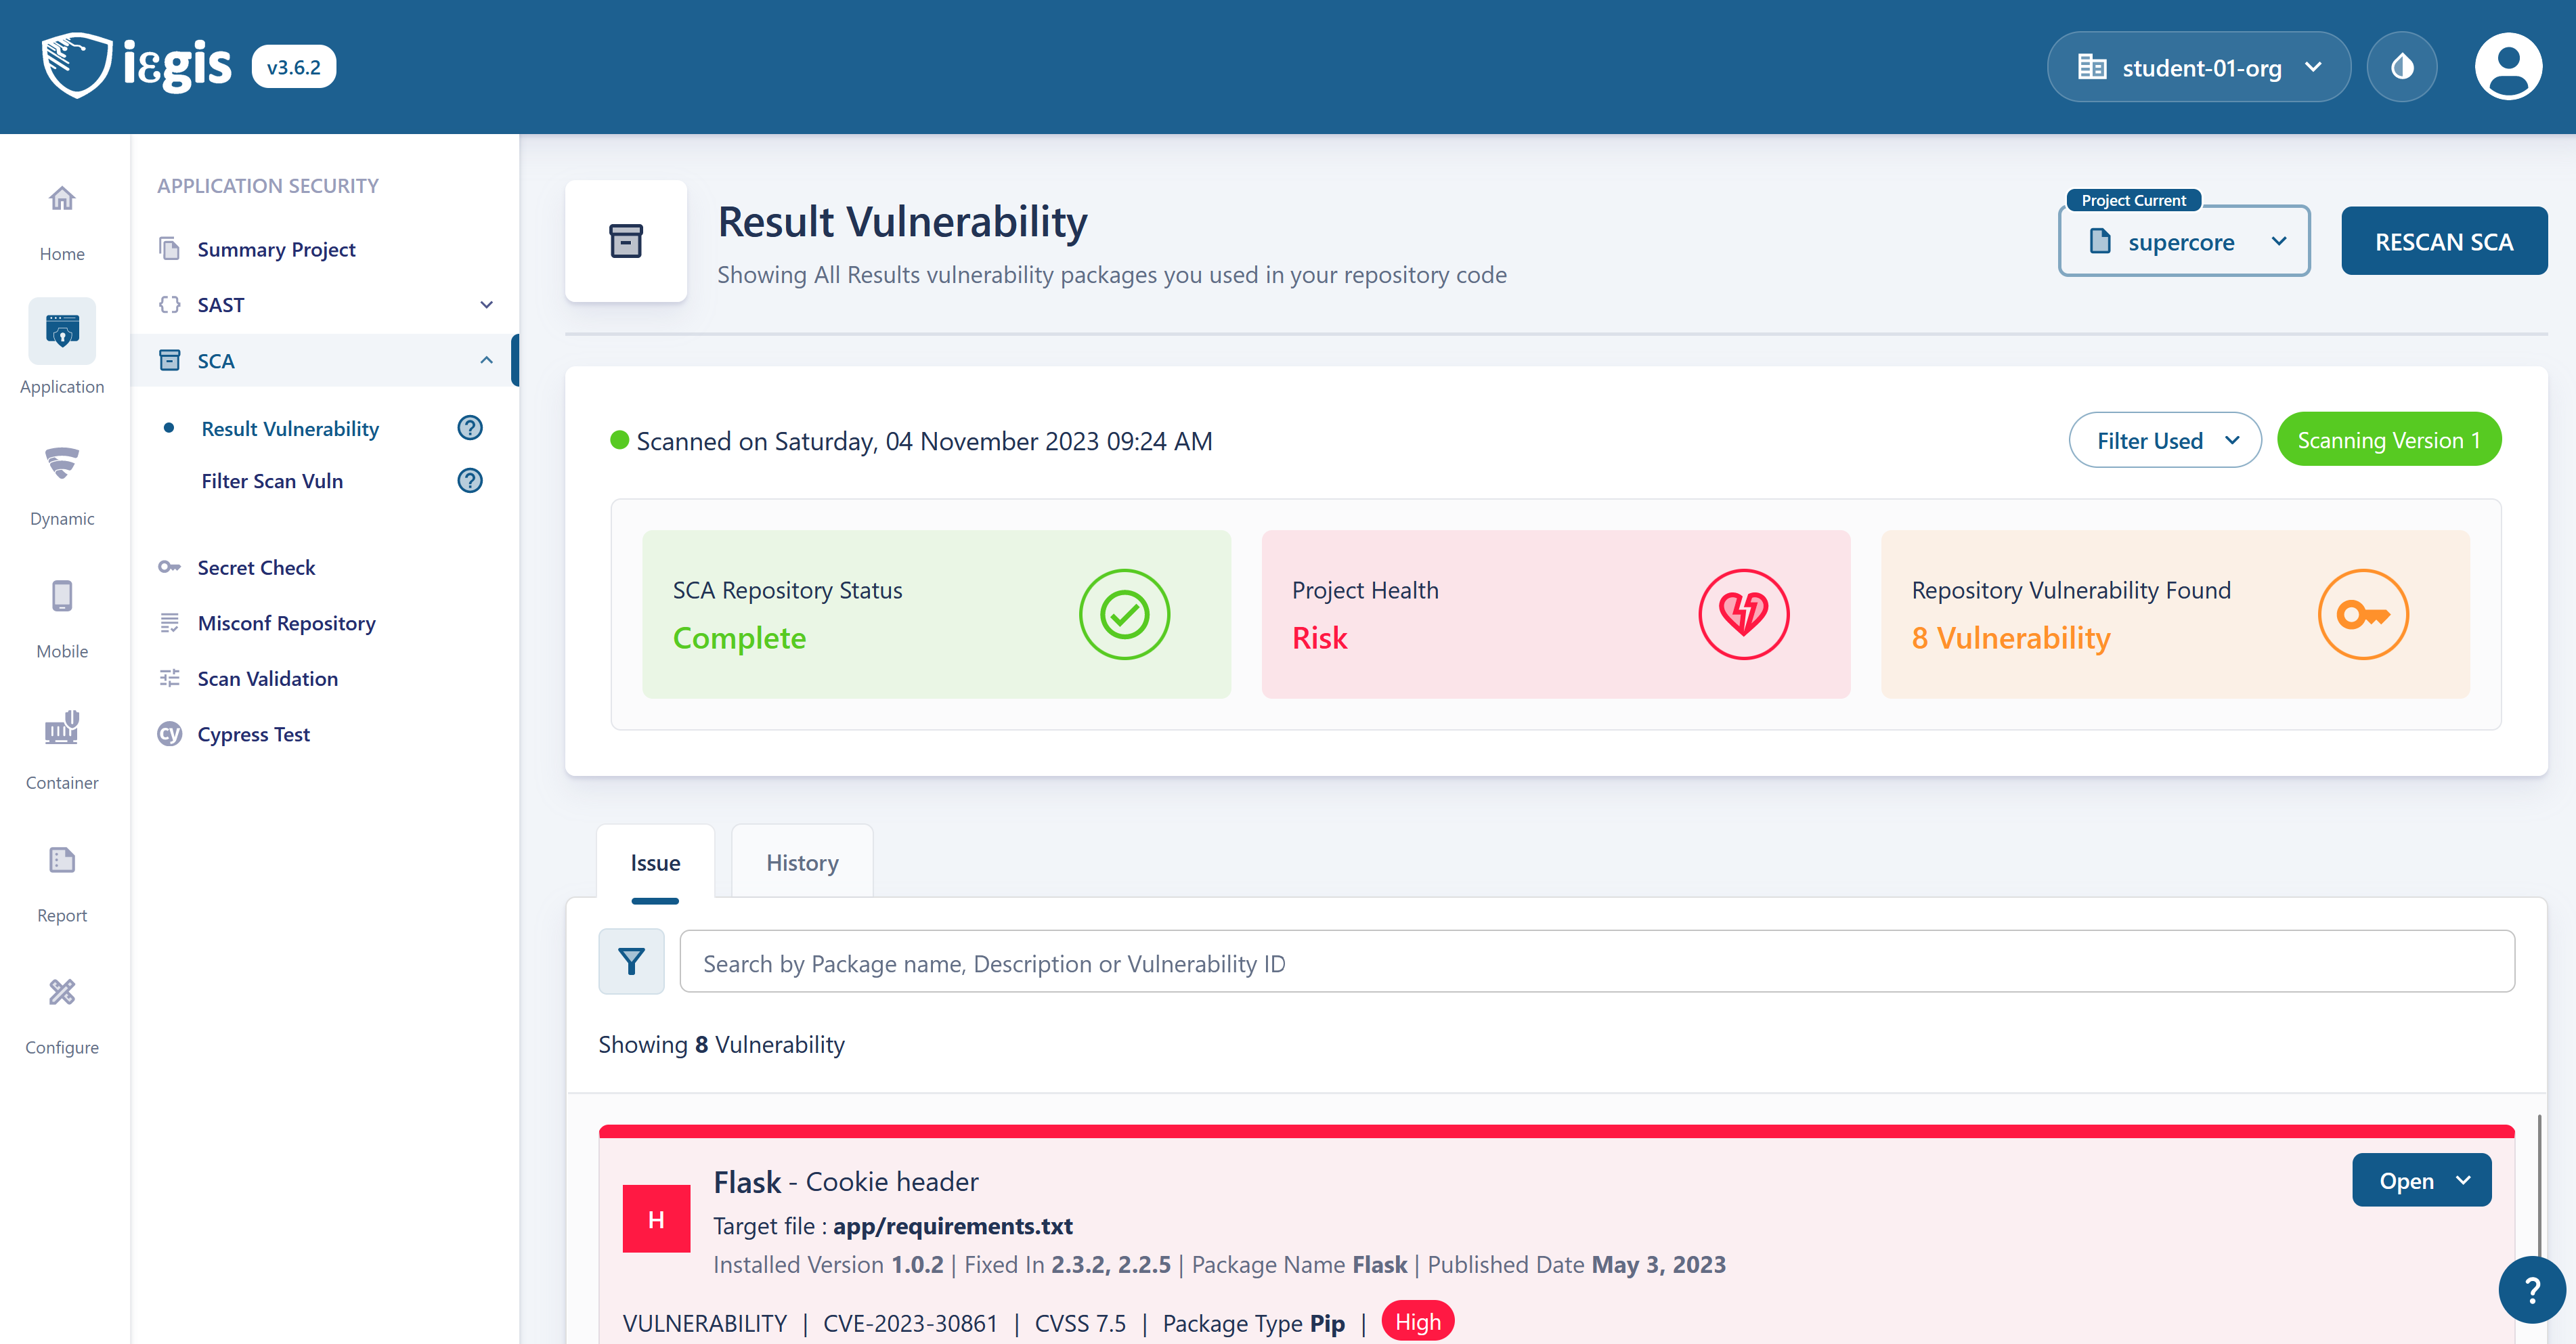 iεgis
v3.6.2
student-01-org
Home
Application
Dynamic
Mobile
Container
Report
Configure
APPLICATION SECURITY
Summary Project
SAST
SCA
Result Vulnerability ?
Filter Scan Vuln ?
Secret Check
Misconf Repository
Scan Validation
cy Cypress Test
Result Vulnerability
Showing All Results vulnerability packages you used in your repository code
Project Current
supercore
RESCAN SCA
Scanned on Saturday, 04 November 2023 09:24 AM
Filter Used
Scanning Version 1
SCA Repository Status
Complete
Project Health
Risk
Repository Vulnerability Found
8 Vulnerability
Issue
History
Search by Package name, Description or Vulnerability ID
Showing 8 Vulnerability
H
Flask - Cookie header
Open
Target file : app/requirements.txt
Installed Version 1.0.2 | Fixed In 2.3.2, 2.2.5 | Package Name Flask | Published Date May 3, 2023
VULNERABILITY | CVE-2023-30861 | CVSS 7.5 | Package Type Pip | High
?